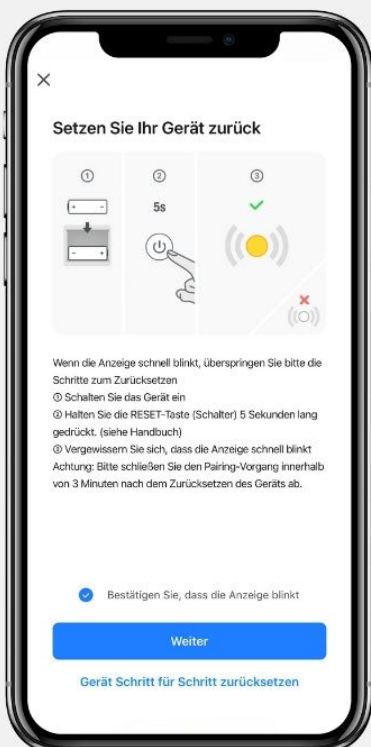 Setzen Sie Ihr Gerät zurück
① ② ③
5s
Wenn die Anzeige schnell blinkt, überspringen Sie bitte die
Schritte zum Zurücksetzen
① Schalten Sie das Gerät ein
② Halten Sie die RESET-Taste (Schalter) 5 Sekunden lang
gedrückt. (siehe Handbuch)
③ Vergewissern Sie sich, dass die Anzeige schnell blinkt
Achtung: Bitte schließen Sie den Pairing-Vorgang innerhalb
von 3 Minuten nach dem Zurücksetzen des Geräts ab.
Bestätigen Sie, dass die Anzeige blinkt
Weiter
Gerät Schritt für Schritt zurücksetzen